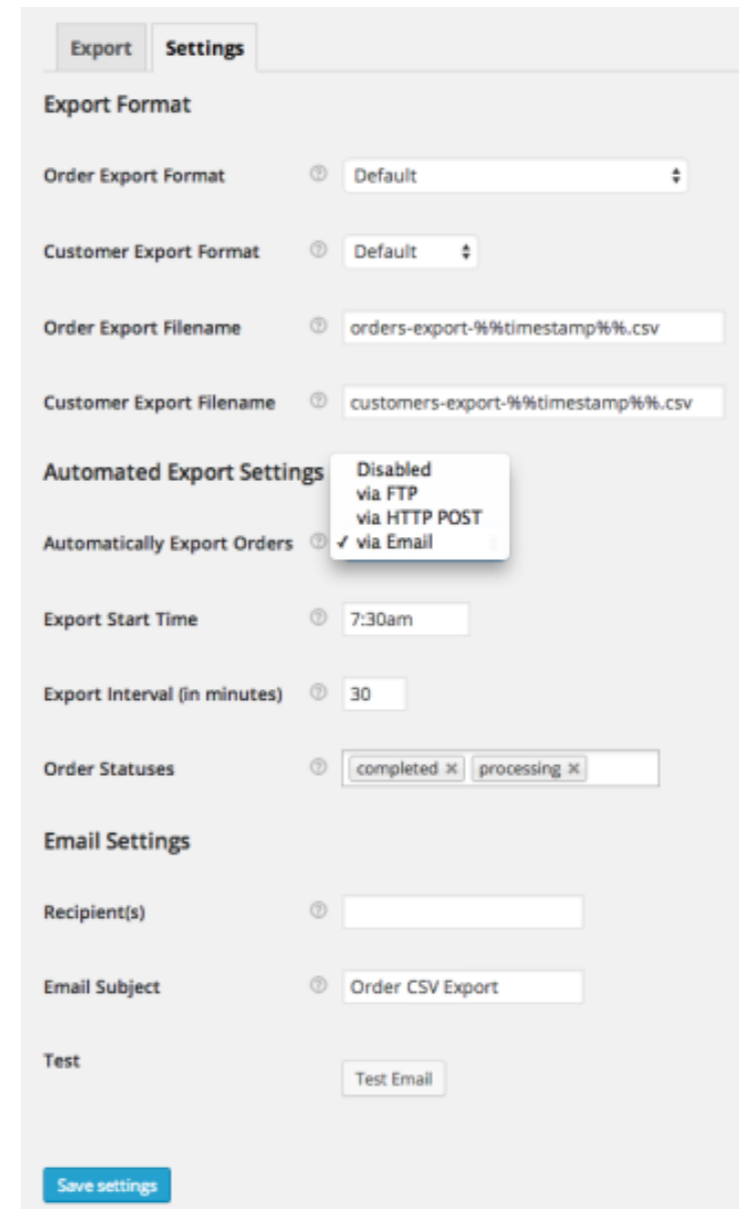 Export Settings
Export Format
Order Export Format Default
Customer Export Format Default
Order Export Filename orders-export-%%timestamp%%.csv
Customer Export Filename customers-export-%%timestamp%%.csv
Automated Export Settings
Disabled
via FTP
via HTTP POST
Automatically Export Orders ✓ via Email
Export Start Time 7:30am
Export Interval (in minutes) 30
Order Statuses completed × processing ×
Email Settings
Recipient(s)
Email Subject Order CSV Export
Test
Test Email
Save settings